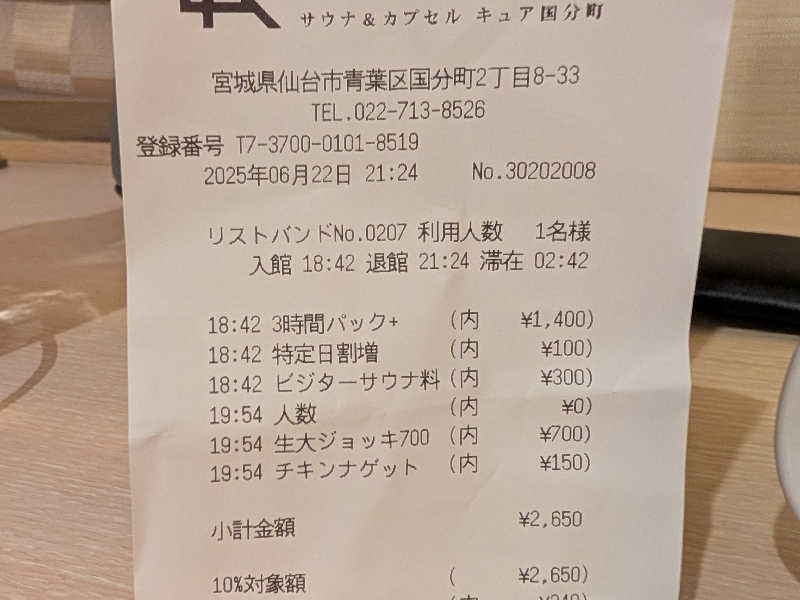 サウナ&カプセル キュア国分町
宮城県仙台市青葉区国分町2丁目8-33
TEL.022-713-8526
登録番号 T7-3700-0101-8519
2025年06月22日 21:24 No.30202008
リストバンドNo.0207 利用人数 1名様
入館 18:42 退館 21:24 滞在 02:42
18:42 3時間パック+ (内 ¥1,400)
18:42 特定日割増 (内 ¥100)
18:42 ビジターサウナ料 (内 ¥300)
19:54 人数 (内 ¥0)
19:54 生大ジョッキ700 (内 ¥700)
19:54 チキンナゲット (内 ¥150)
小計金額 ¥2,650
10%対象額 ( ¥2,650)